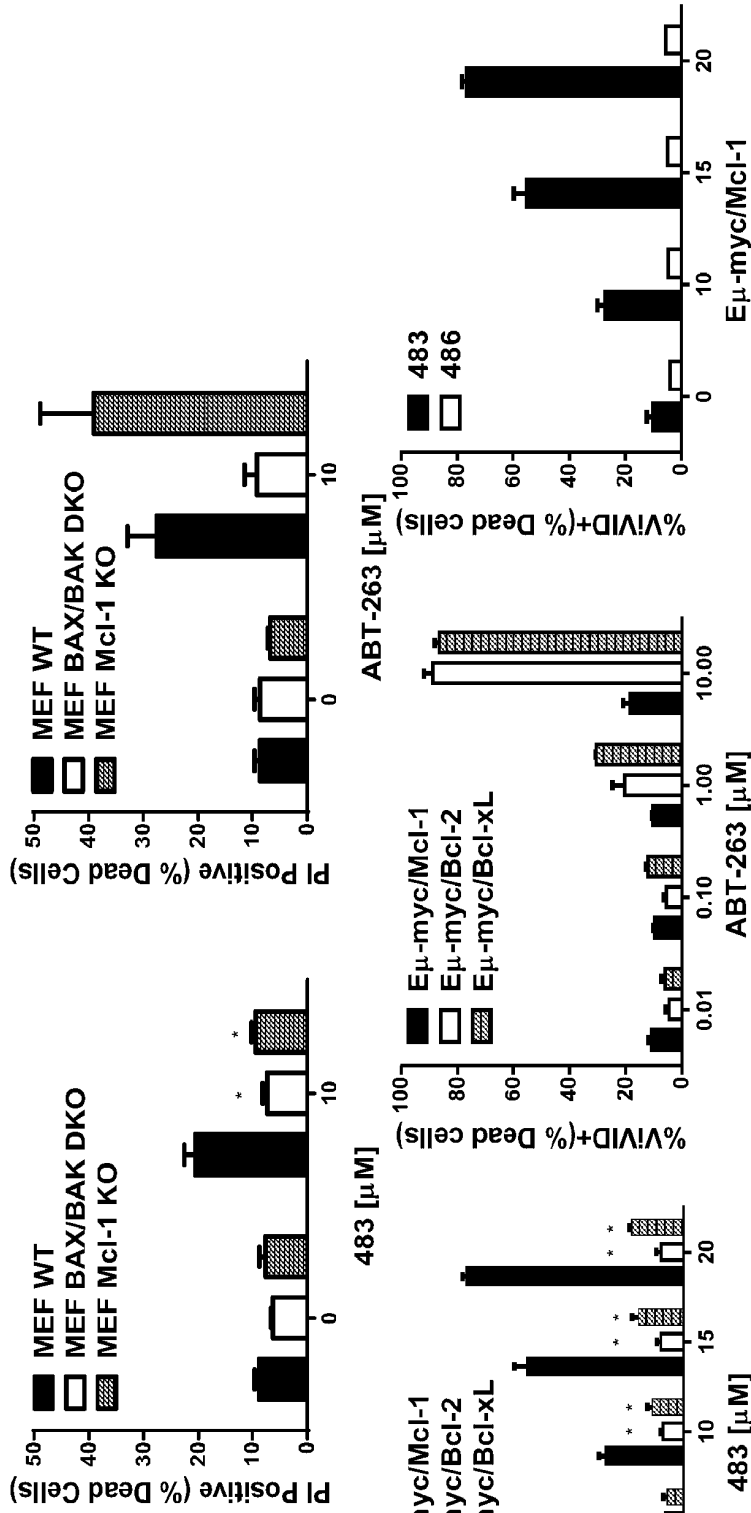 MEF WT
MEF BAX/BAK DKO
MEF Mcl-1 KO
PI Positive (% Dead Cells)
50
40
30
20
10
0
0
10
483 [µM]
*
*
MEF WT
MEF BAX/BAK DKO
MEF Mcl-1 KO
PI Positive (% Dead Cells)
50
40
30
20
10
0
0
10
ABT-263 [µM]
nyc/Mcl-1
nyc/Bcl-2
nyc/Bcl-xL
*
*
*
*
*
*
10
15
20
483 [µM]
Eµ-myc/Mcl-1
Eµ-myc/Bcl-2
Eµ-myc/Bcl-xL
%ViViD+(% Dead cells)
100
80
60
40
20
0
0.01
0.10
1.00
10.00
ABT-263 [µM]
483
486
%ViViD+(% Dead cells)
100
80
60
40
20
0
0
10
15
20
Eµ-myc/Mcl-1